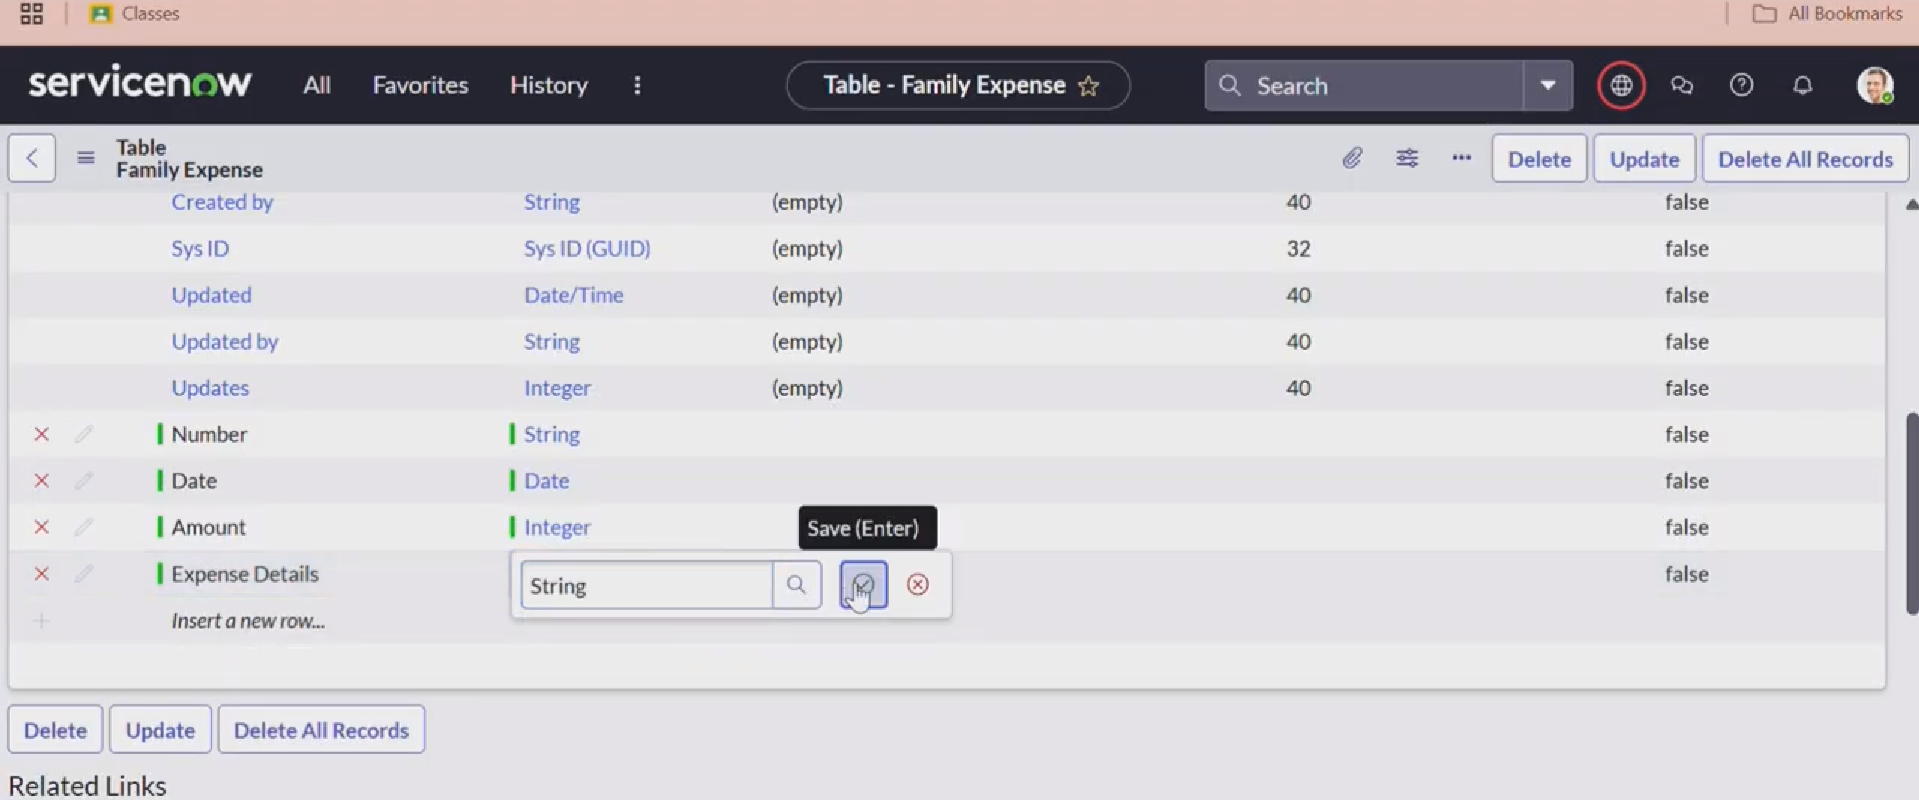 Classes
All Bookmarks
servicenow All Favorites History Table - Family Expense Search
Table
Family Expense
Delete Update Delete All Records
Created by String (empty) 40 false
Sys ID Sys ID (GUID) (empty) 32 false
Updated Date/Time (empty) 40 false
Updated by String (empty) 40 false
Updates Integer (empty) 40 false
Number String false
Date Date false
Amount Integer Save (Enter) false
Expense Details String false
Insert a new row...
Delete Update Delete All Records
Related Links